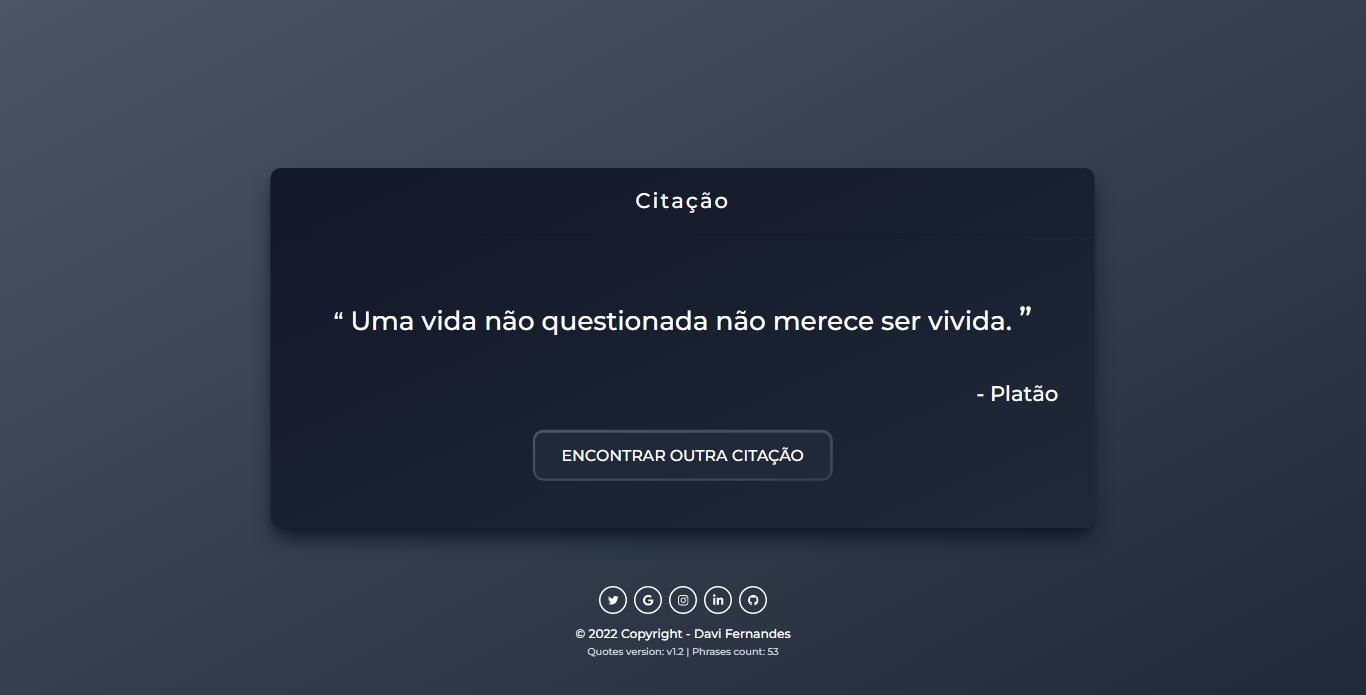 Citação
“ Uma vida não questionada não merece ser vivida. ”
- Platão
ENCONTRAR OUTRA CITAÇÃO
© 2022 Copyright - Davi Fernandes
Quotes version: v1.2 | Phrases count: 53